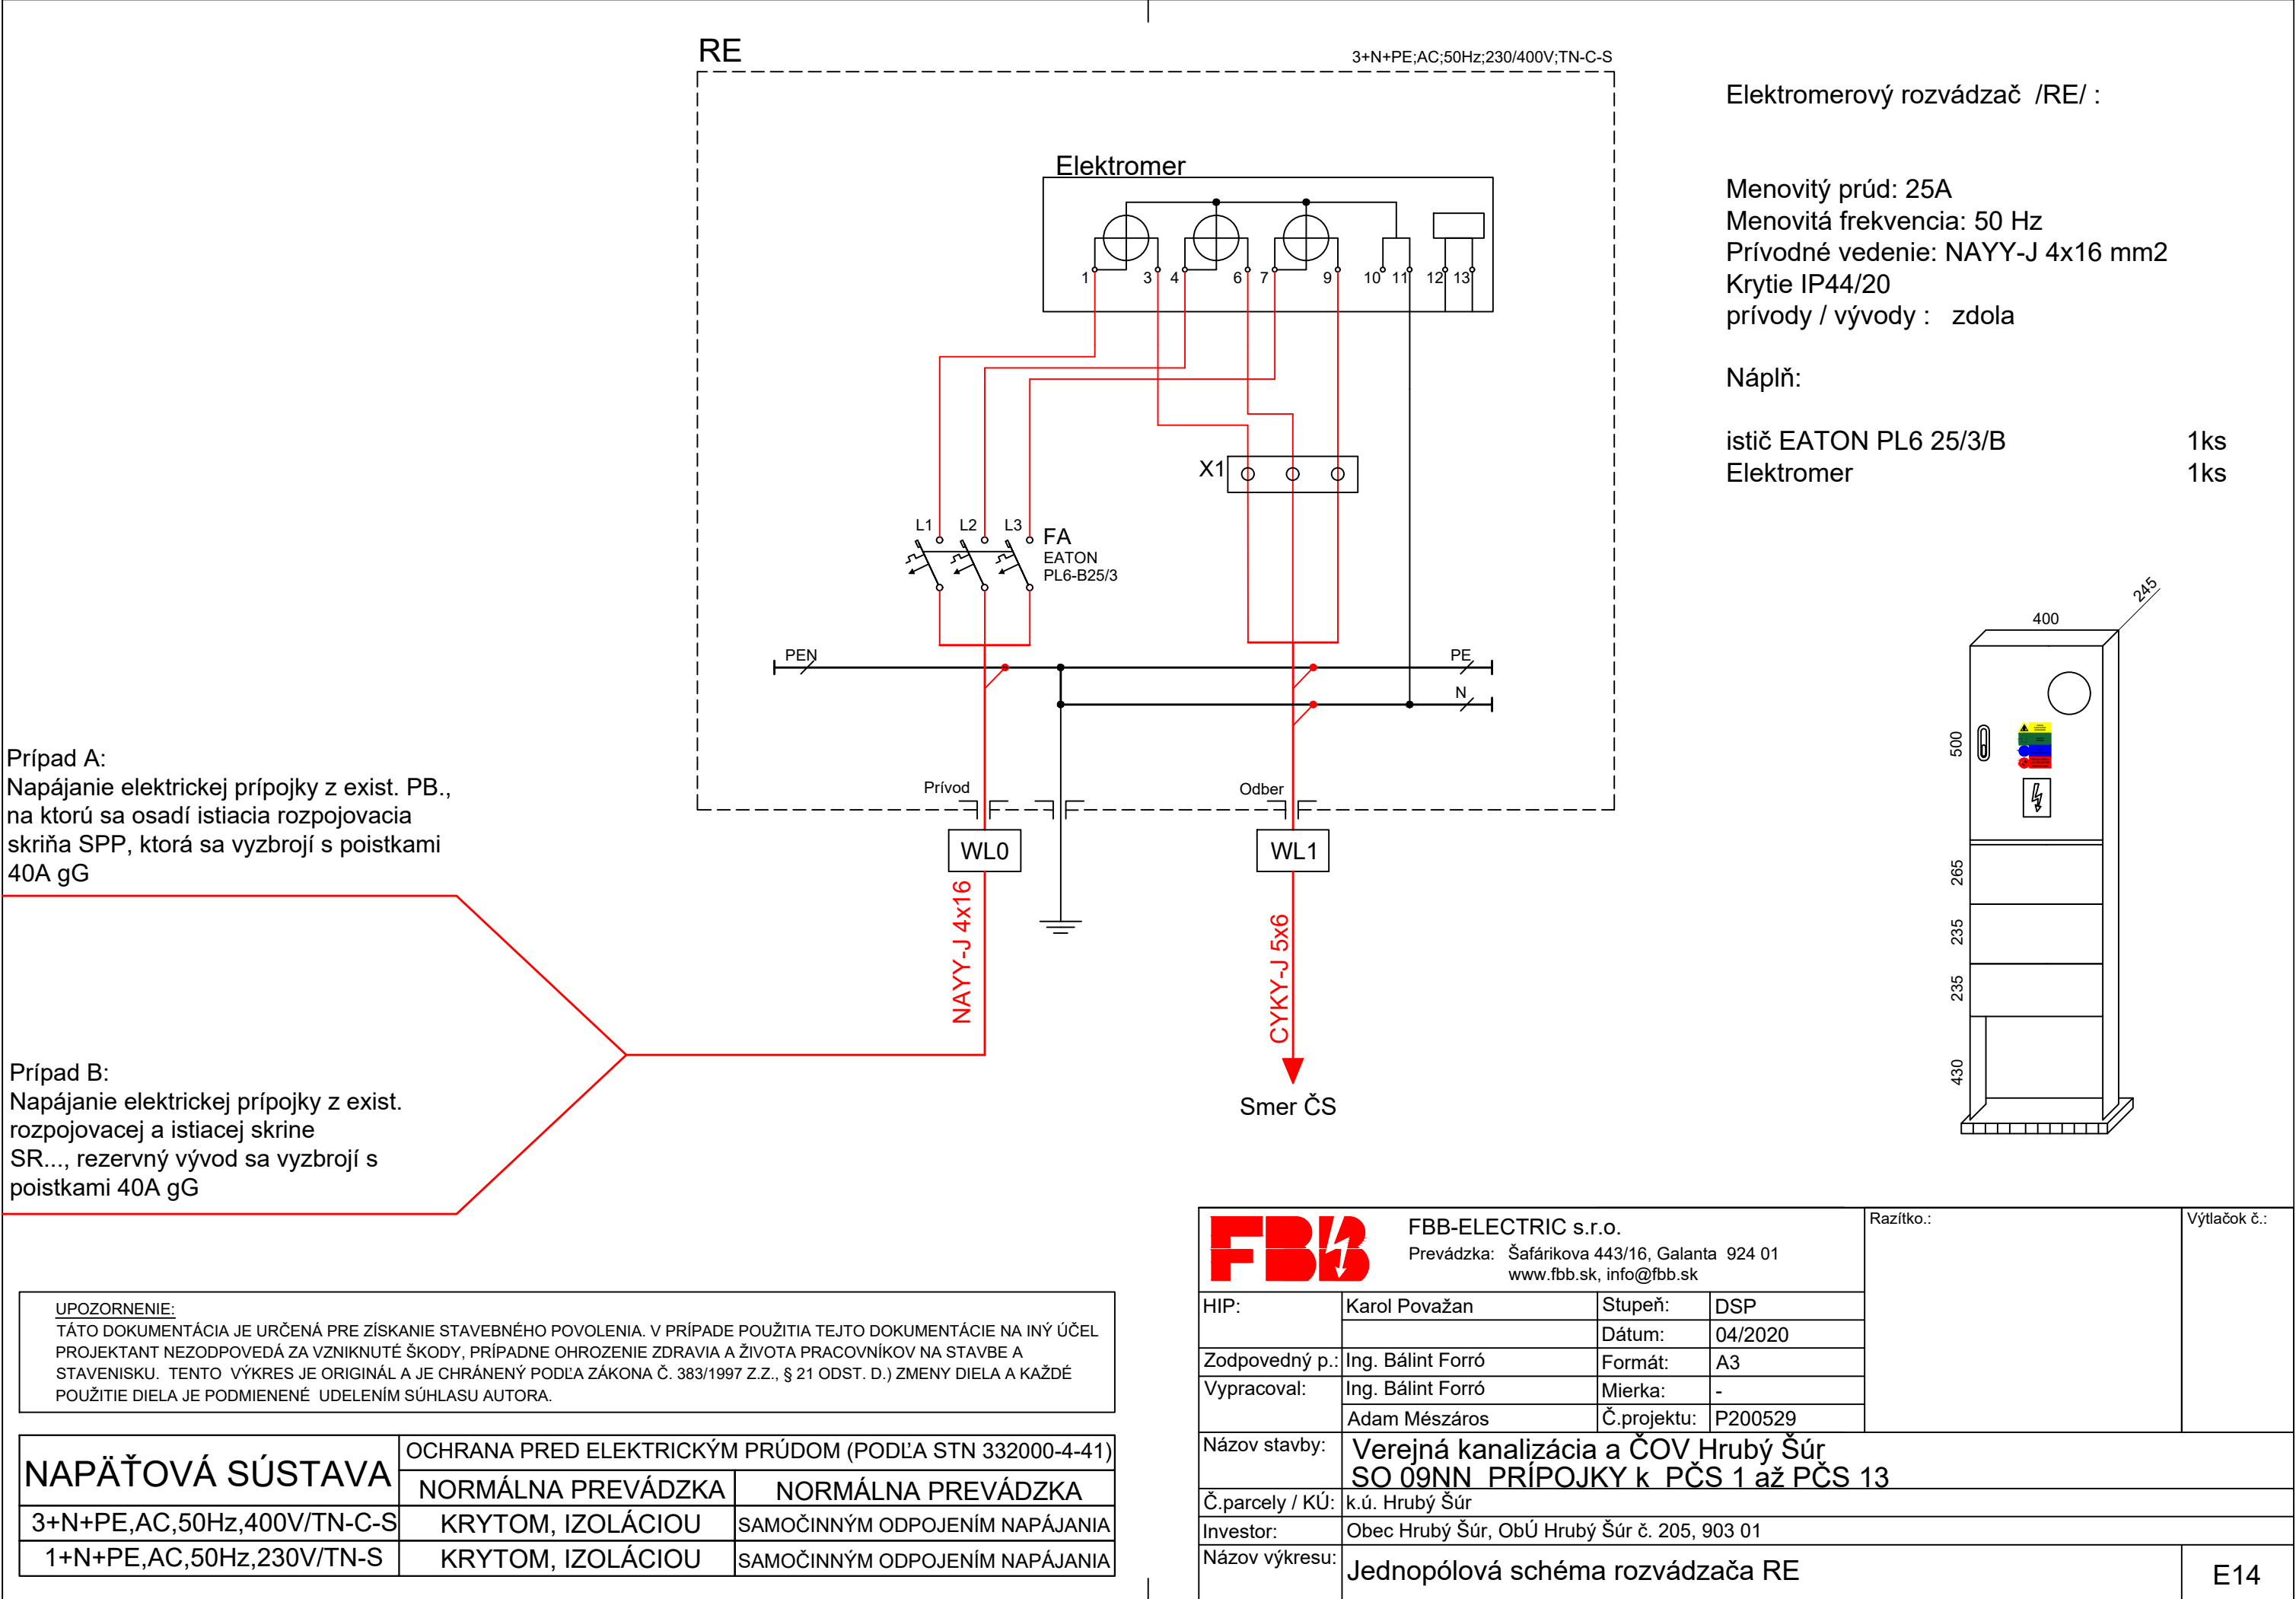 RE
3+N+PE;AC;50Hz;230/400V;TN-C-S
Elektromer
1 3 4 6 7 9 10 11 12 13
X1
L1 L2 L3
FA
EATON
PL6-B25/3
PEN
PE
N
Prívod
Odber
WL0
WL1
NAYY-J 4x16
CYKY-J 5x6
Smer ČS
Elektromerový rozvádzač /RE/ :
Menovitý prúd: 25A
Menovitá frekvencia: 50 Hz
Prívodné vedenie: NAYY-J 4x16 mm2
Krytie IP44/20
prívody / vývody : zdola
Náplň:
istič EATON PL6 25/3/B 1ks
Elektromer 1ks
400
245
500
265
235
235
430
Prípad A:
Napájanie elektrickej prípojky z exist. PB.,
na ktorú sa osadí istiacia rozpojovacia
skriňa SPP, ktorá sa vyzbrojí s poistkami
40A gG
Prípad B:
Napájanie elektrickej prípojky z exist.
rozpojovacej a istiacej skrine
SR..., rezervný vývod sa vyzbrojí s
poistkami 40A gG
UPOZORNENIE:
TÁTO DOKUMENTÁCIA JE URČENÁ PRE ZÍSKANIE STAVEBNÉHO POVOLENIA. V PRÍPADE POUŽITIA TEJTO DOKUMENTÁCIE NA INÝ ÚČEL
PROJEKTANT NEZODPOVEDÁ ZA VZNIKNUTÉ ŠKODY, PRÍPADNE OHROZENIE ZDRAVIA A ŽIVOTA PRACOVNÍKOV NA STAVBE A
STAVENISKU. TENTO VÝKRES JE ORIGINÁL A JE CHRÁNENÝ PODĽA ZÁKONA Č. 383/1997 Z.Z., § 21 ODST. D.) ZMENY DIELA A KAŽDÉ
POUŽITIE DIELA JE PODMIENENÉ UDELENÍM SÚHLASU AUTORA.
NAPÄŤOVÁ SÚSTAVA
OCHRANA PRED ELEKTRICKÝM PRÚDOM (PODĽA STN 332000-4-41)
NORMÁLNA PREVÁDZKA NORMÁLNA PREVÁDZKA
3+N+PE,AC,50Hz,400V/TN-C-S KRYTOM, IZOLÁCIOU SAMOČINNÝM ODPOJENÍM NAPÁJANIA
1+N+PE,AC,50Hz,230V/TN-S KRYTOM, IZOLÁCIOU SAMOČINNÝM ODPOJENÍM NAPÁJANIA
FBB
FBB-ELECTRIC s.r.o.
Prevádzka: Šafárikova 443/16, Galanta 924 01
www.fbb.sk, info@fbb.sk
Razítko.:
Výtlačok č.:
HIP: Karol Považan Stupeň: DSP
Dátum: 04/2020
Zodpovedný p.: Ing. Bálint Forró Formát: A3
Vypracoval: Ing. Bálint Forró Mierka: -
Adam Mészáros Č.projektu: P200529
Názov stavby: Verejná kanalizácia a ČOV Hrubý Šúr
SO 09NN PRÍPOJKY k PČS 1 až PČS 13
Č.parcely / KÚ: k.ú. Hrubý Šúr
Investor: Obec Hrubý Šúr, ObÚ Hrubý Šúr č. 205, 903 01
Názov výkresu: Jednopólová schéma rozvádzača RE
E14